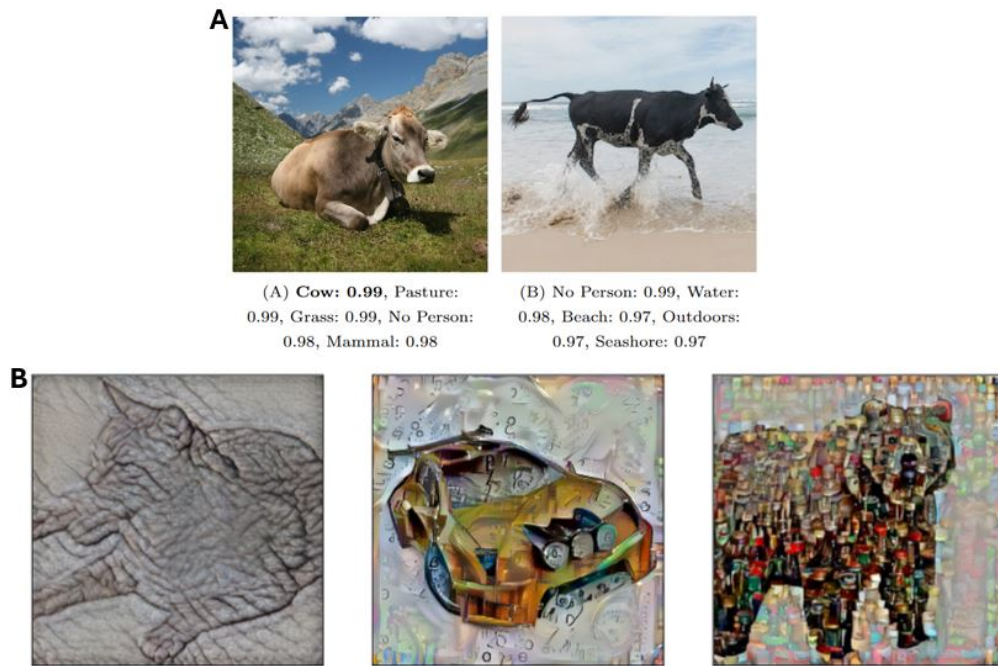 A
(A) Cow: 0.99, Pasture:
0.99, Grass: 0.99, No Person:
0.98, Mammal: 0.98
(B) No Person: 0.99, Water:
0.98, Beach: 0.97, Outdoors:
0.97, Seashore: 0.97
B